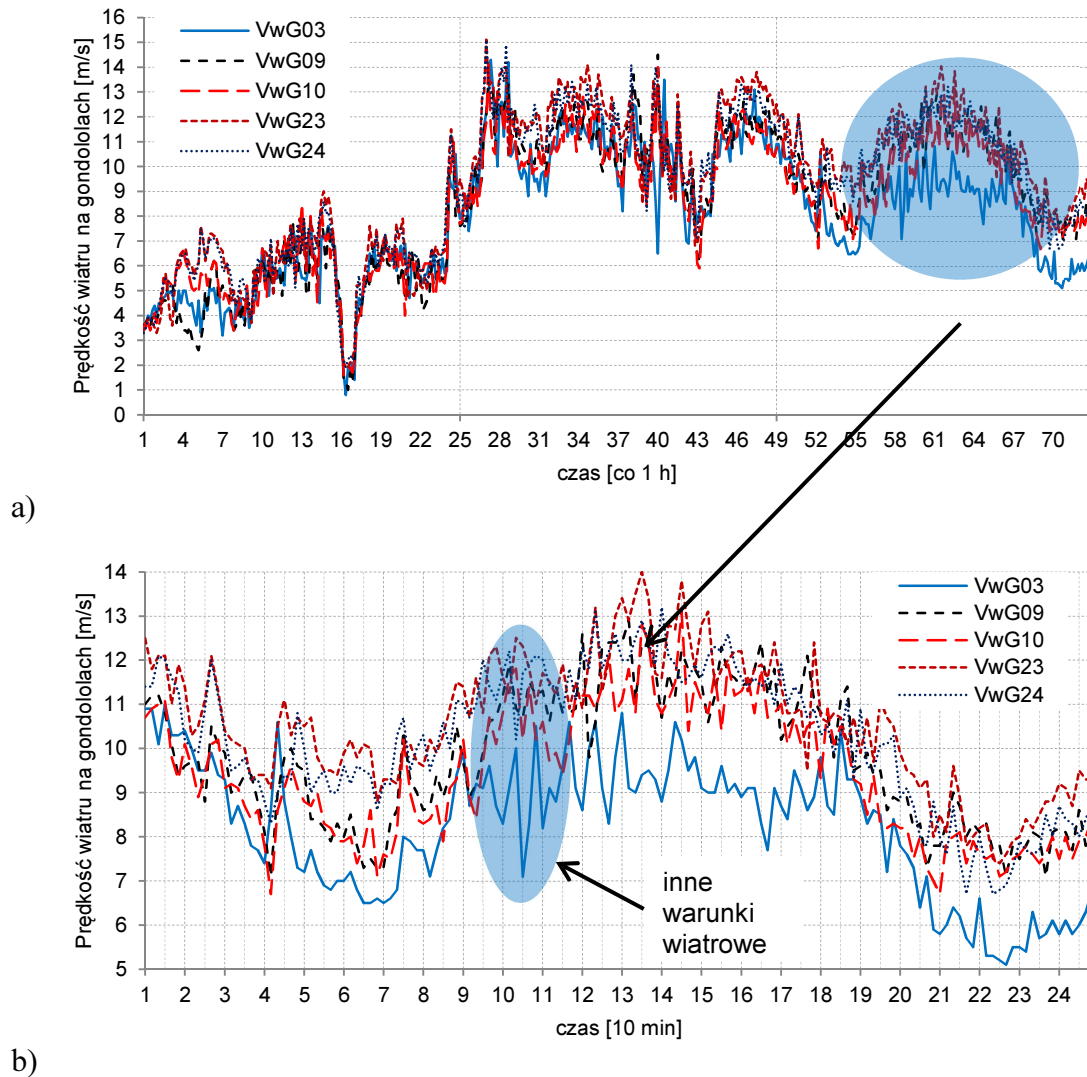 Prędkość wiatru na gondolach [m/s]
16
15
14
13
12
11
10
9
8
7
6
5
4
3
2
1
0
VwG03
VwG09
VwG10
VwG23
VwG24
1 4 7 10 13 16 19 22 25 28 31 34 37 40 43 46 49 52 55 58 61 64 67 70
czas [co 1 h]
a)
Prędkość wiatru na gondolach [m/s]
14
13
12
11
10
9
8
7
6
5
VwG03
VwG09
VwG10
VwG23
VwG24
inne
warunki
wiatrowe
1 2 3 4 5 6 7 8 9 10 11 12 13 14 15 16 17 18 19 20 21 22 23 24
czas [10 min]
b)